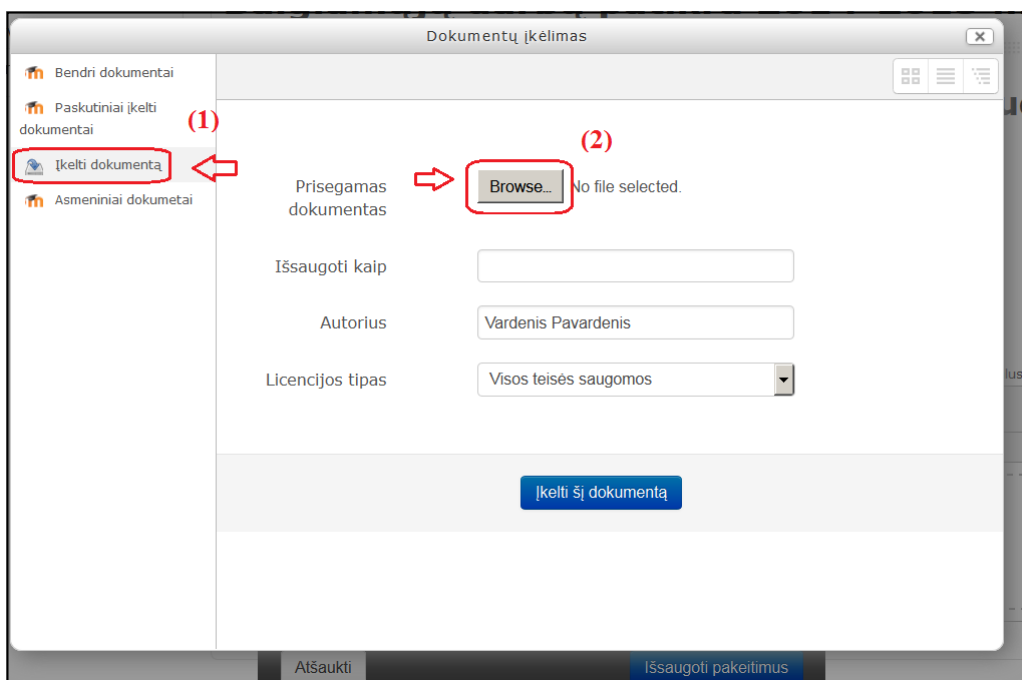 Dokumentų įkėlimas
Bendri dokumentai
Paskutiniai įkelti
dokumentai
(1)
Įkelti dokumentą
Asmeniniai dokumetai
(2)
Prisegamas
dokumentas
Browse... No file selected.
Išsaugoti kaip
Autorius
Vardenis Pavardenis
Licencijos tipas
Visos teisės saugomos
Įkelti šį dokumentą
Atšaukti
Išsaugoti pakeitimus